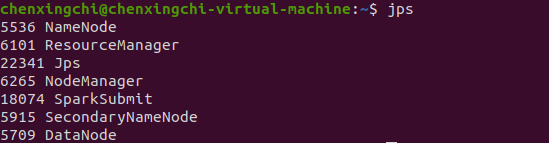 chenxingchi@chenxingchi-virtual-machine:~$ jps
5536 NameNode
6101 ResourceManager
22341 Jps
6265 NodeManager
18074 SparkSubmit
5915 SecondaryNameNode
5709 DataNode